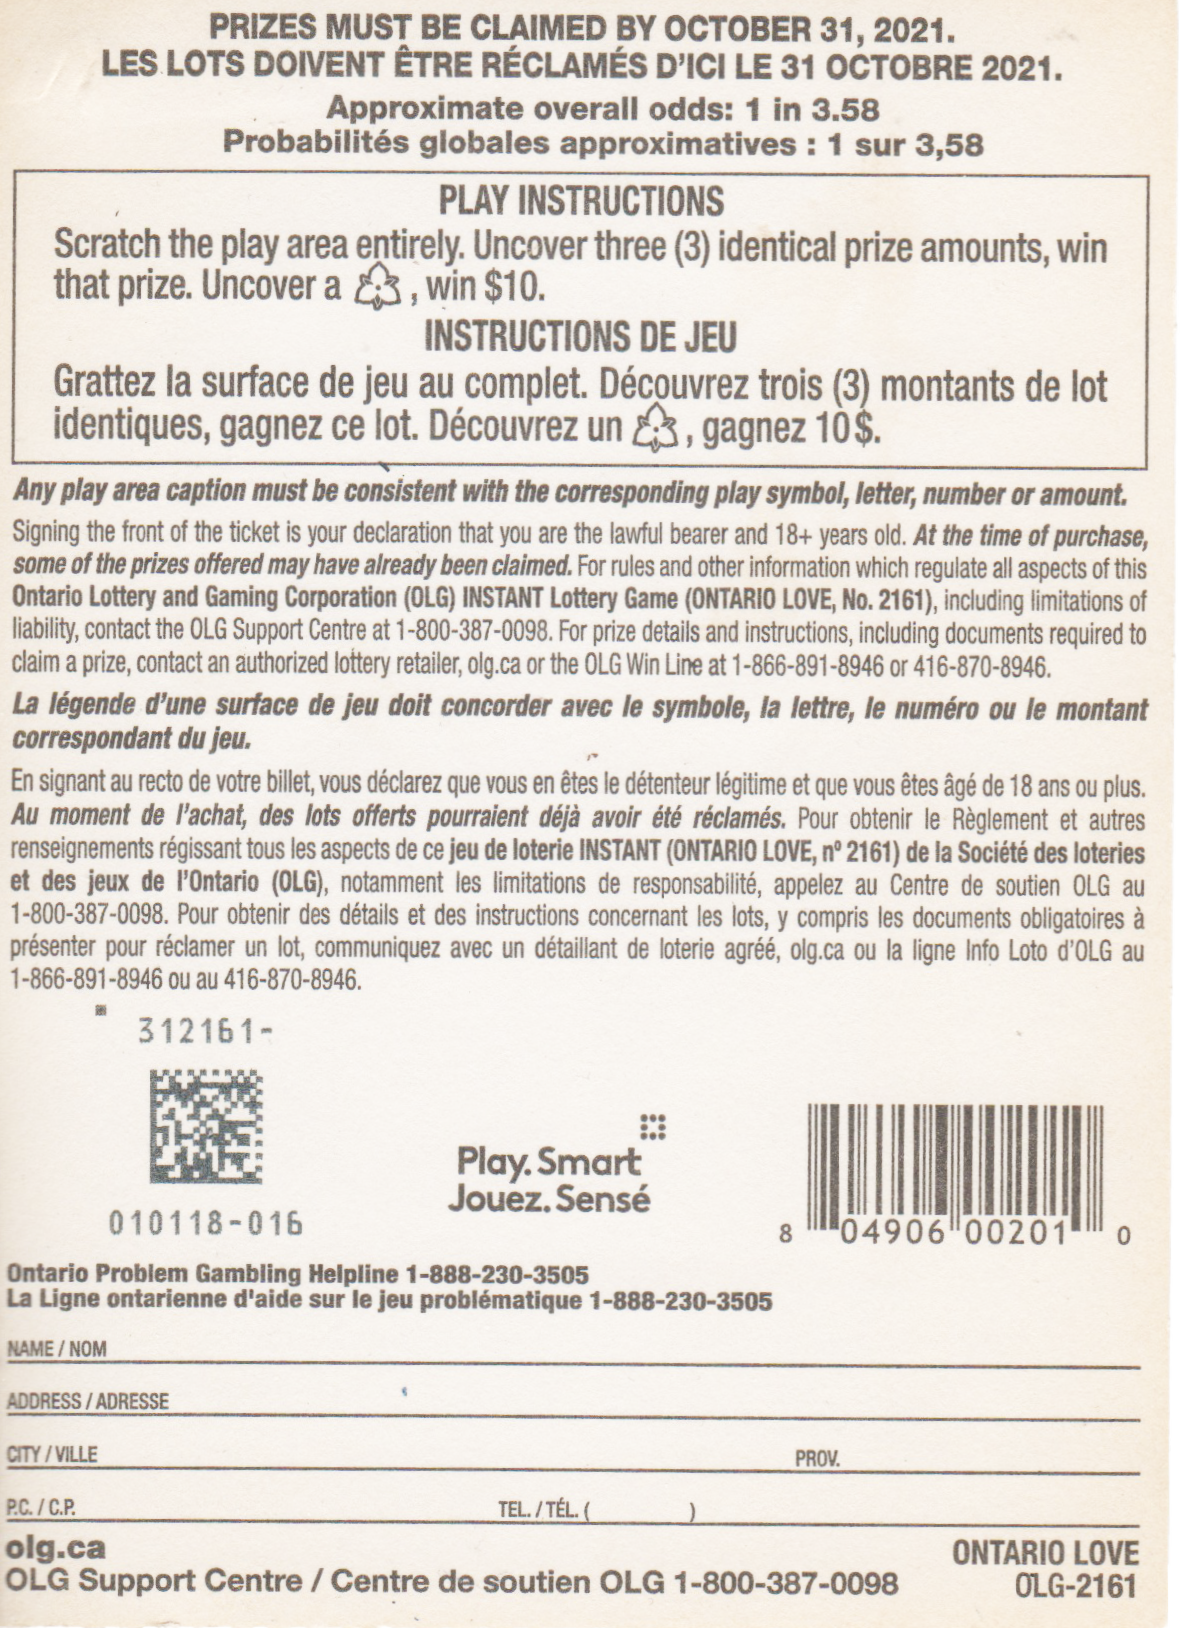 PRIZES MUST BE CLAIMED BY OCTOBER 31, 2021.
LES LOTS DOIVENT ÊTRE RÉCLAMÉS D'ICI LE 31 OCTOBRE 2021.
Approximate overall odds: 1 in 3.58
Probabilités globales approximatives : 1 sur 3,58
PLAY INSTRUCTIONS
Scratch the play area entirely. Uncover three (3) identical prize amounts, win
that prize. Uncover a , win $10.
INSTRUCTIONS DE JEU
Grattez la surface de jeu au complet. Découvrez trois (3) montants de lot
identiques, gagnez ce lot. Découvrez un , gagnez 10$.
Any play area caption must be consistent with the corresponding play symbol, letter, number or amount.
Signing the front of the ticket is your declaration that you are the lawful bearer and 18+ years old. At the time of purchase,
some of the prizes offered may have already been claimed. For rules and other information which regulate all aspects of this
Ontario Lottery and Gaming Corporation (OLG) INSTANT Lottery Game (ONTARIO LOVE, No. 2161), including limitations of
liability, contact the OLG Support Centre at 1-800-387-0098. For prize details and instructions, including documents required to
claim a prize, contact an authorized lottery retailer, olg.ca or the OLG Win Line at 1-866-891-8946 or 416-870-8946.
La légende d'une surface de jeu doit concorder avec le symbole, la lettre, le numéro ou le montant
correspondant du jeu.
En signant au recto de votre billet, vous déclarez que vous en êtes le détenteur légitime et que vous êtes âgé de 18 ans ou plus.
Au moment de l'achat, des lots offerts pourraient déjà avoir été réclamés. Pour obtenir le Règlement et autres
renseignements régissant tous les aspects de ce jeu de loterie INSTANT (ONTARIO LOVE, nº 2161) de la Société des loteries
et des jeux de l'Ontario (OLG), notamment les limitations de responsabilité, appelez au Centre de soutien OLG au
1-800-387-0098. Pour obtenir des détails et des instructions concernant les lots, y compris les documents obligatoires à
présenter pour réclamer un lot, communiquez avec un détaillant de loterie agréé, olg.ca ou la ligne Info Loto d'OLG au
1-866-891-8946 ou au 416-870-8946.
312161-
010118-016
Play. Smart
Jouez. Sensé
8 04906 00201 0
Ontario Problem Gambling Helpline 1-888-230-3505
La Ligne ontarienne d'aide sur le jeu problématique 1-888-230-3505
NAME / NOM
ADDRESS / ADRESSE
CITY / VILLE PROV.
P.C. / C.P. TEL. / TÉL. ( )
olg.ca
OLG Support Centre / Centre de soutien OLG 1-800-387-0098
ONTARIO LOVE
OLG-2161